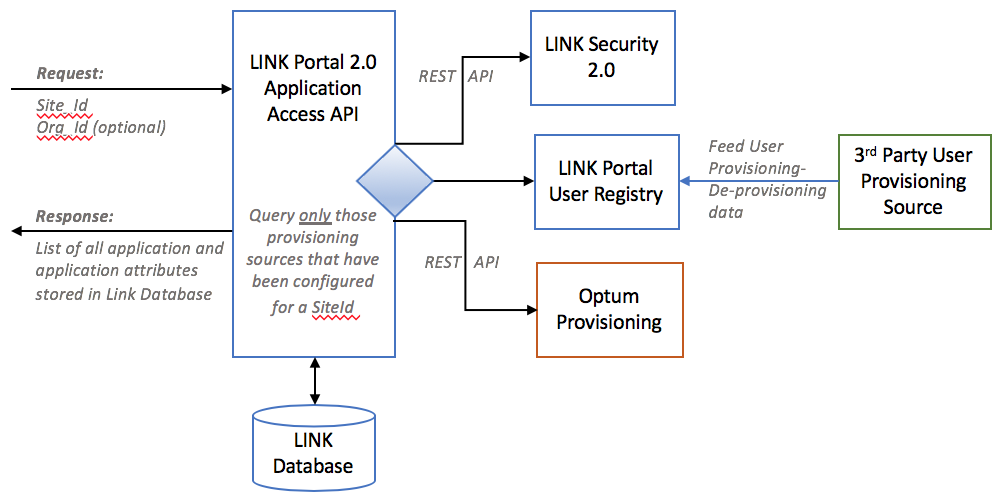 Request:
Site_Id
Org_Id (optional)
Response:
List of all application and
application attributes
stored in Link Database
LINK Portal 2.0
Application
Access API
Query only those
provisioning
sources that have
been configured
for a SiteId
LINK
Database
REST API
REST API
LINK Security
2.0
LINK Portal
User Registry
Optum
Provisioning
Feed User
Provisioning-
De-provisioning
data
3rd Party User
Provisioning
Source